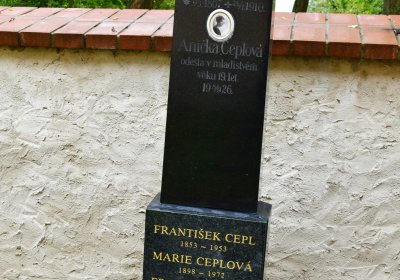 Anička Ceplová
odešla v mladistvém
věku 19 let
FRANTIŠEK CEPL
1853 – 1953
MARIE CEPLOVÁ
1898 – 1972